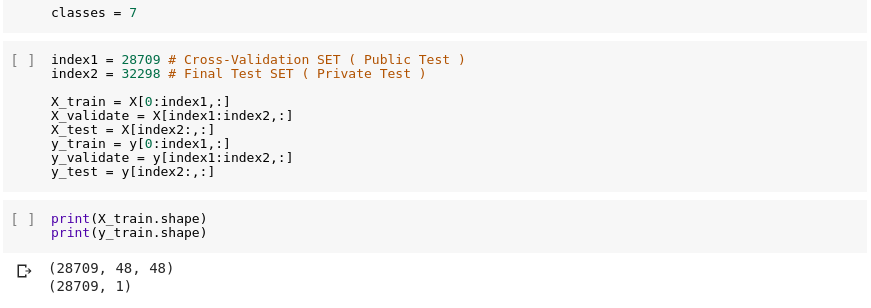 classes = 7
[ ] index1 = 28709 # Cross-Validation SET ( Public Test )
index2 = 32298 # Final Test SET ( Private Test )
X_train = X[0:index1,:]
X_validate = X[index1:index2,:]
X_test = X[index2:,:]
y_train = y[0:index1,:]
y_validate = y[index1:index2,:]
y_test = y[index2:,:]
[ ] print(X_train.shape)
print(y_train.shape)
(28709, 48, 48)
(28709, 1)